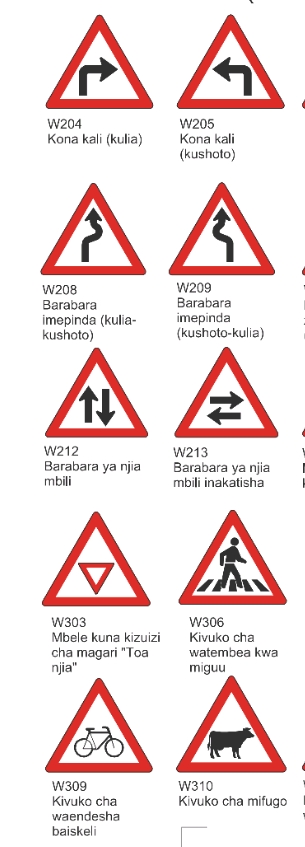 W204
Kona kali (kulia)
W205
Kona kali
(kushoto)
W208
Barabara
imepinda (kulia-
kushoto)
W209
Barabara
imepinda
(kushoto-kulia)
W212
Barabara ya njia
mbili
W213
Barabara ya njia
mbili inakatisha
W303
Mbele kuna kizuizi
cha magari "Toa
njia"
W306
Kivuko cha
watembea kwa
miguu
W309
Kivuko cha
waendesha
baiskeli
W310
Kivuko cha mifugo